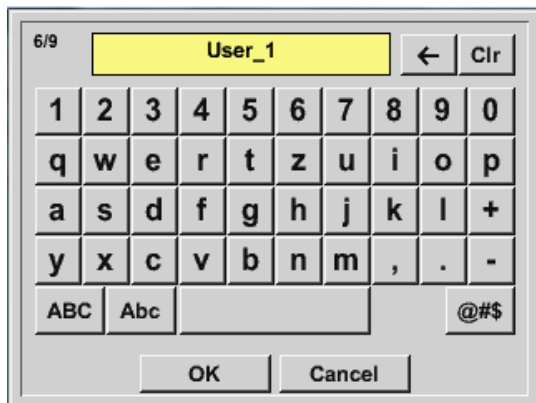 6/9 User_1 ← Clr
1 2 3 4 5 6 7 8 9 0
q w e r t z u i o p
a s d f g h j k l +
y x c v b n m , . -
ABC Abc @#$
OK Cancel